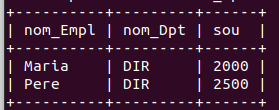 +----------+---------+------+
| nom_Empl | nom_Dpt | sou  |
+----------+---------+------+
| Maria    | DIR     | 2000 |
| Pere     | DIR     | 2500 |
+----------+---------+------+